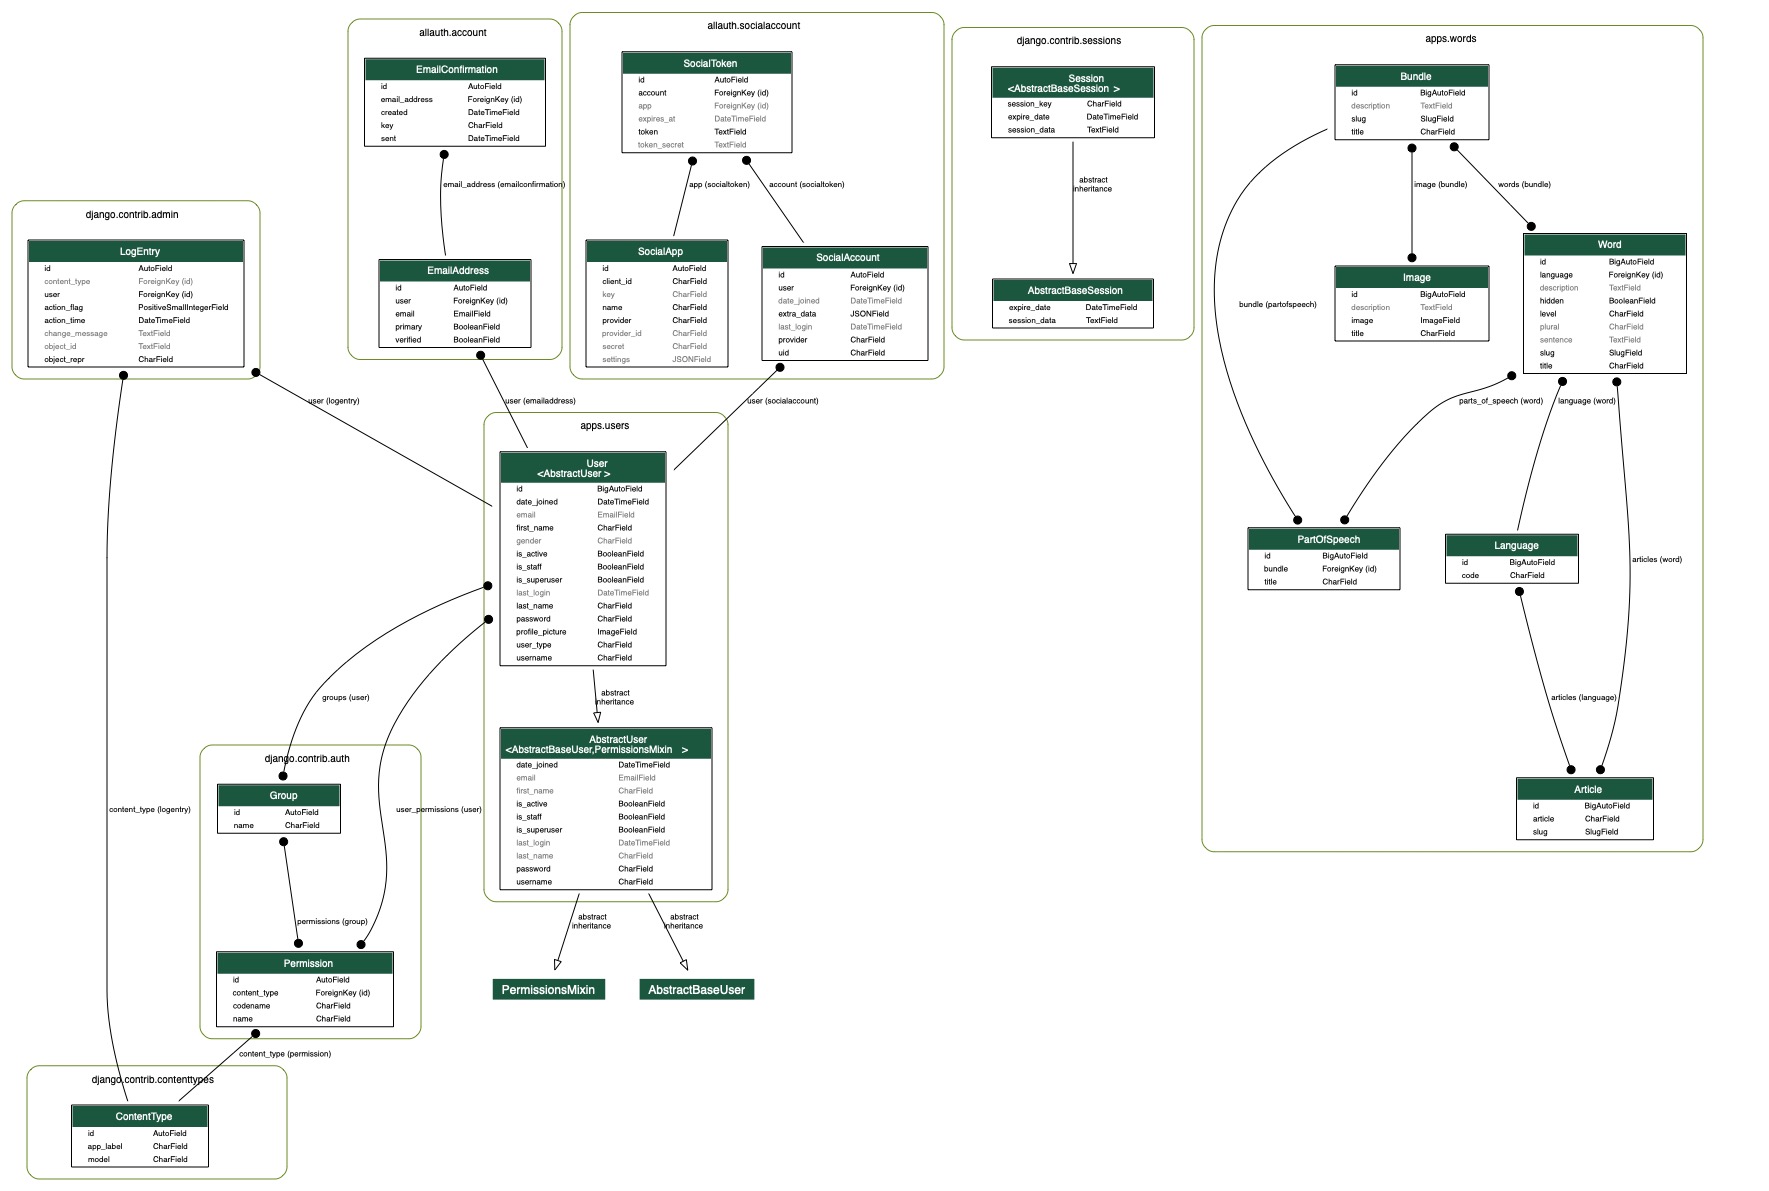 allauth.account
EmailConfirmation
id AutoField
email_address ForeignKey (id)
created DateTimeField
key CharField
sent DateTimeField
email_address (emailconfirmation)
EmailAddress
id AutoField
user ForeignKey (id)
email EmailField
primary BooleanField
verified BooleanField
allauth.socialaccount
SocialToken
id AutoField
account ForeignKey (id)
app ForeignKey (id)
expires_at DateTimeField
token TextField
token_secret TextField
app (socialtoken)
account (socialtoken)
SocialApp
id AutoField
client_id CharField
key CharField
name CharField
provider CharField
provider_id CharField
secret CharField
settings JSONField
SocialAccount
id AutoField
user ForeignKey (id)
date_joined DateTimeField
extra_data JSONField
last_login DateTimeField
provider CharField
uid CharField
django.contrib.sessions
Session
<AbstractBaseSession >
session_key CharField
expire_date DateTimeField
session_data TextField
abstract
inheritance
AbstractBaseSession
expire_date DateTimeField
session_data TextField
apps.words
Bundle
id BigAutoField
description TextField
slug SlugField
title CharField
image (bundle)
words (bundle)
bundle (partofspeech)
Image
id BigAutoField
description TextField
image ImageField
title CharField
Word
id BigAutoField
language ForeignKey (id)
description TextField
hidden BooleanField
level CharField
plural CharField
sentence TextField
slug SlugField
title CharField
parts_of_speech (word)
language (word)
articles (word)
PartOfSpeech
id BigAutoField
bundle ForeignKey (id)
title CharField
Language
id BigAutoField
code CharField
articles (language)
Article
id BigAutoField
article CharField
slug SlugField
django.contrib.admin
LogEntry
id AutoField
content_type ForeignKey (id)
user ForeignKey (id)
action_flag PositiveSmallIntegerField
action_time DateTimeField
change_message TextField
object_id TextField
object_repr CharField
user (logentry)
user (emailaddress)
user (socialaccount)
apps.users
User
<AbstractUser >
id BigAutoField
date_joined DateTimeField
email EmailField
first_name CharField
gender CharField
is_active BooleanField
is_staff BooleanField
is_superuser BooleanField
last_login DateTimeField
last_name CharField
password CharField
profile_picture ImageField
user_type CharField
username CharField
abstract
inheritance
AbstractUser
<AbstractBaseUser,PermissionsMixin >
date_joined DateTimeField
email EmailField
first_name CharField
is_active BooleanField
is_staff BooleanField
is_superuser BooleanField
last_login DateTimeField
last_name CharField
password CharField
username CharField
abstract
inheritance
abstract
inheritance
PermissionsMixin
AbstractBaseUser
groups (user)
user_permissions (user)
django.contrib.auth
Group
id AutoField
name CharField
permissions (group)
Permission
id AutoField
content_type ForeignKey (id)
codename CharField
name CharField
content_type (logentry)
content_type (permission)
django.contrib.contenttypes
ContentType
id AutoField
app_label CharField
model CharField